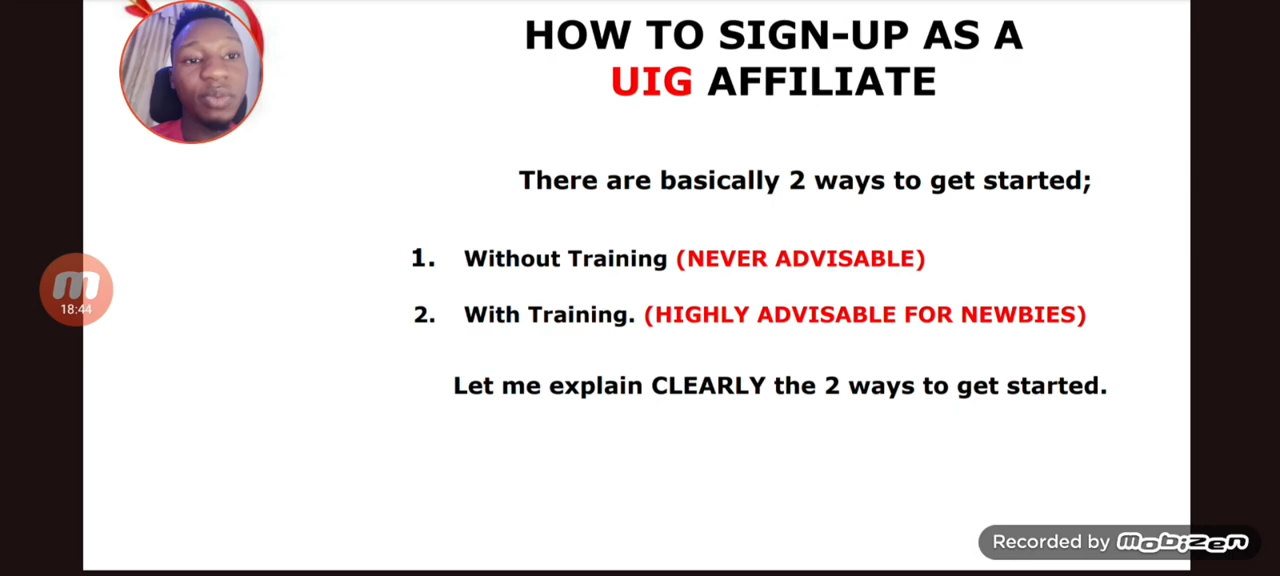 HOW TO SIGN-UP AS A
UIG AFFILIATE
There are basically 2 ways to get started;
1. Without Training (NEVER ADVISABLE)
m
18:44
2. With Training. (HIGHLY ADVISABLE FOR NEWBIES)
Let me explain CLEARLY the 2 ways to get started.
Recorded by mobizen